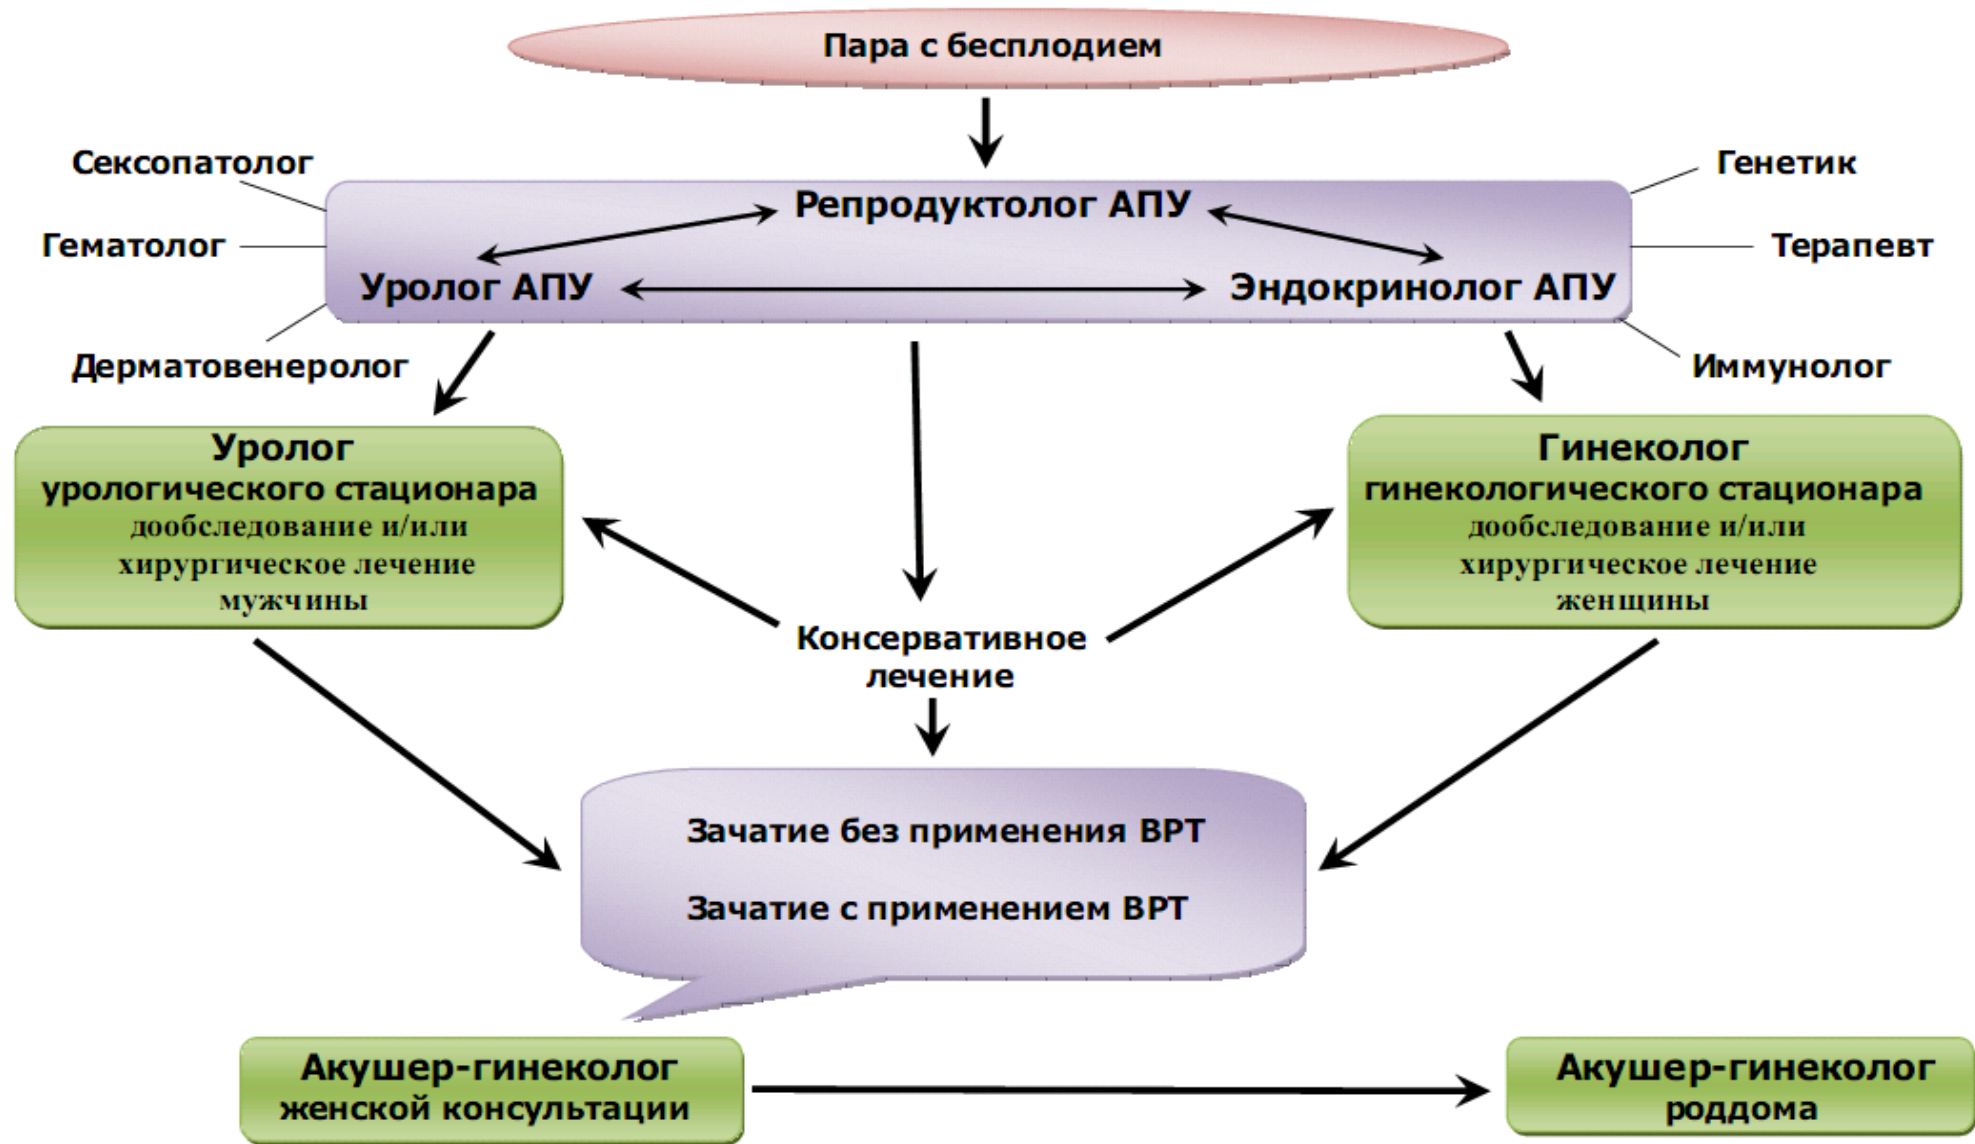 Пара с бесплодием
Сексопатолог
Генетик
Репродуктолог АПУ
Гематолог
Терапевт
Уролог АПУ
Эндокринолог АПУ
Дерматовенеролог
Иммунолог
Уролог
урологического стационара
дообследование и/или
хирургическое лечение
мужчины
Гинеколог
гинекологического стационара
дообследование и/или
хирургическое лечение
женщины
Консервативное
лечение
Зачатие без применения ВРТ
Зачатие с применением ВРТ
Акушер-гинеколог
женской консультации
Акушер-гинеколог
роддома